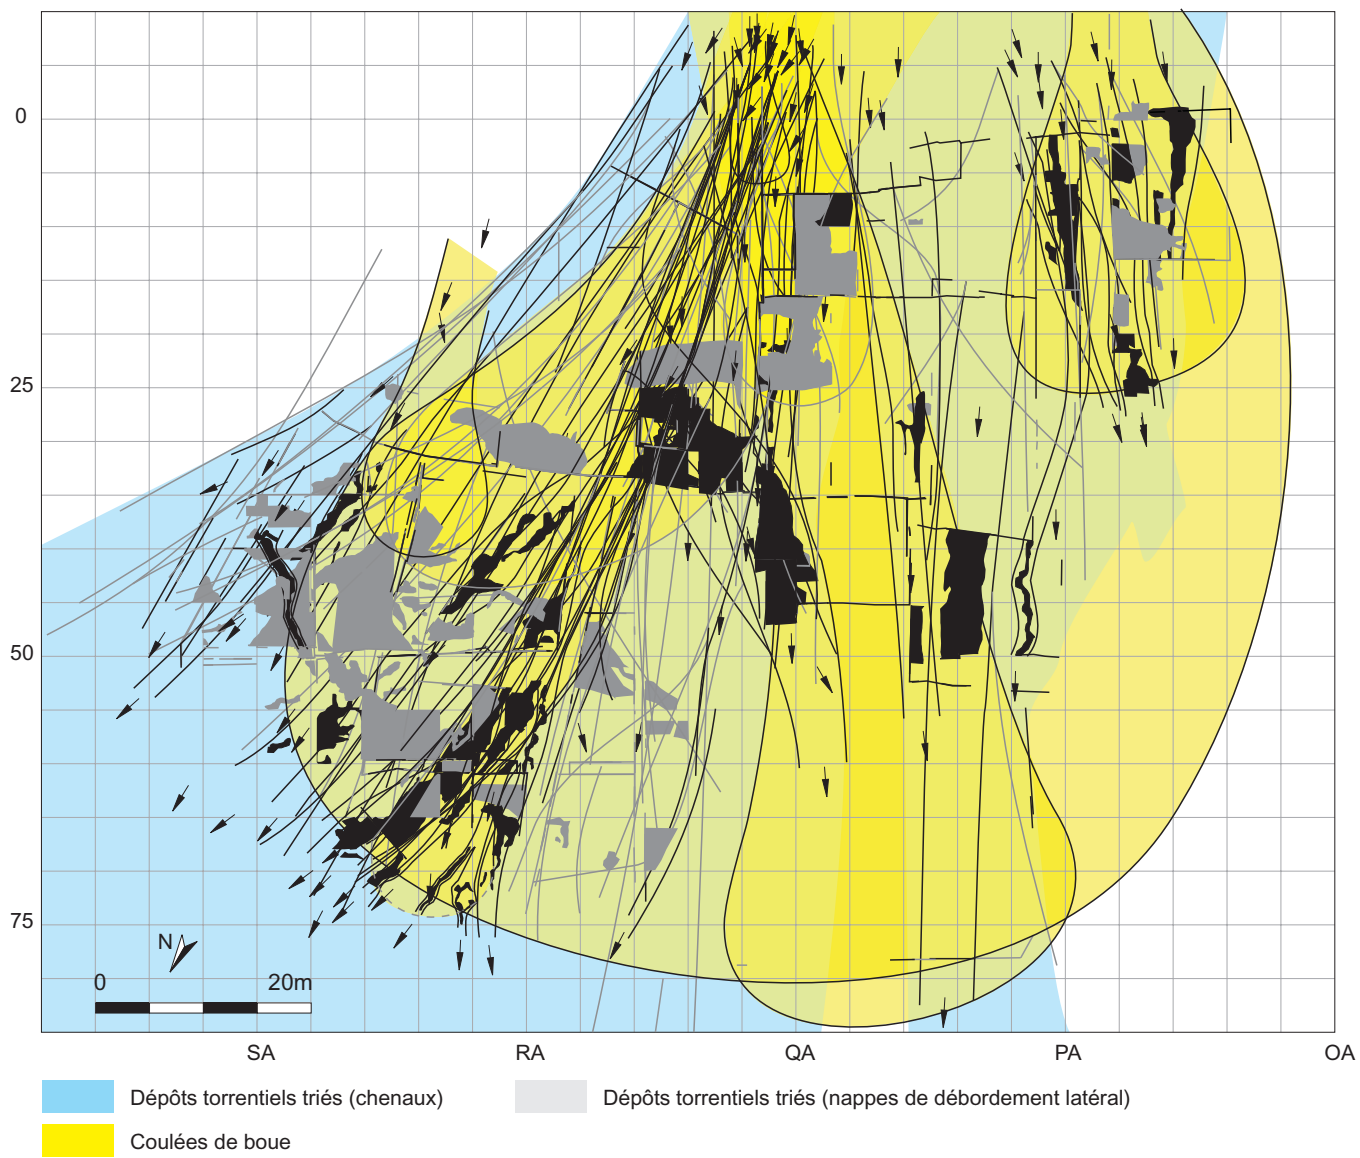 0
25
50
75
N
0 20m
SA RA QA PA OA
Dépôts torrentiels triés (chenaux)
Dépôts torrentiels triés (nappes de débordement latéral)
Coulées de boue